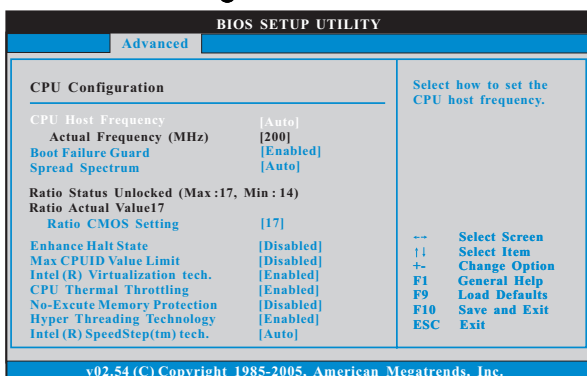 BIOS SETUP UTILITY
Advanced
CPU Configuration
CPU Host Frequency [Auto]
Actual Frequency (MHz) [200]
Boot Failure Guard [Enabled]
Spread Spectrum [Auto]
Ratio Status Unlocked (Max:17, Min : 14)
Ratio Actual Value17
Ratio CMOS Setting [17]
Enhance Halt State [Disabled]
Max CPUID Value Limit [Disabled]
Intel (R) Virtualization tech. [Enabled]
CPU Thermal Throttling [Enabled]
No-Excute Memory Protection [Disabled]
Hyper Threading Technology [Enabled]
Intel (R) SpeedStep(tm) tech. [Auto]
Select how to set the
CPU host frequency.
←→ Select Screen
↑↓ Select Item
+- Change Option
F1 General Help
F9 Load Defaults
F10 Save and Exit
ESC Exit
v02.54 (C) Copyright 1985-2005, American Megatrends, Inc.